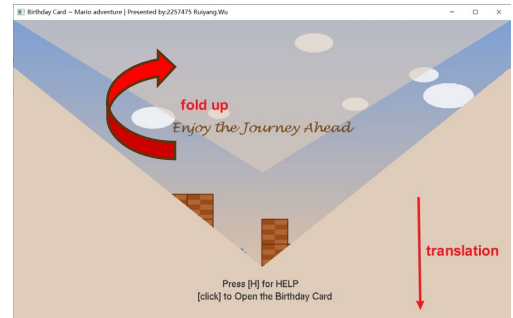 Birthday Card ~ Mario adventure | Presented by:2257475 Ruiyang.Wu
fold up
Enjoy the Journey Ahead
translation
Press [H] for HELP
[click] to Open the Birthday Card